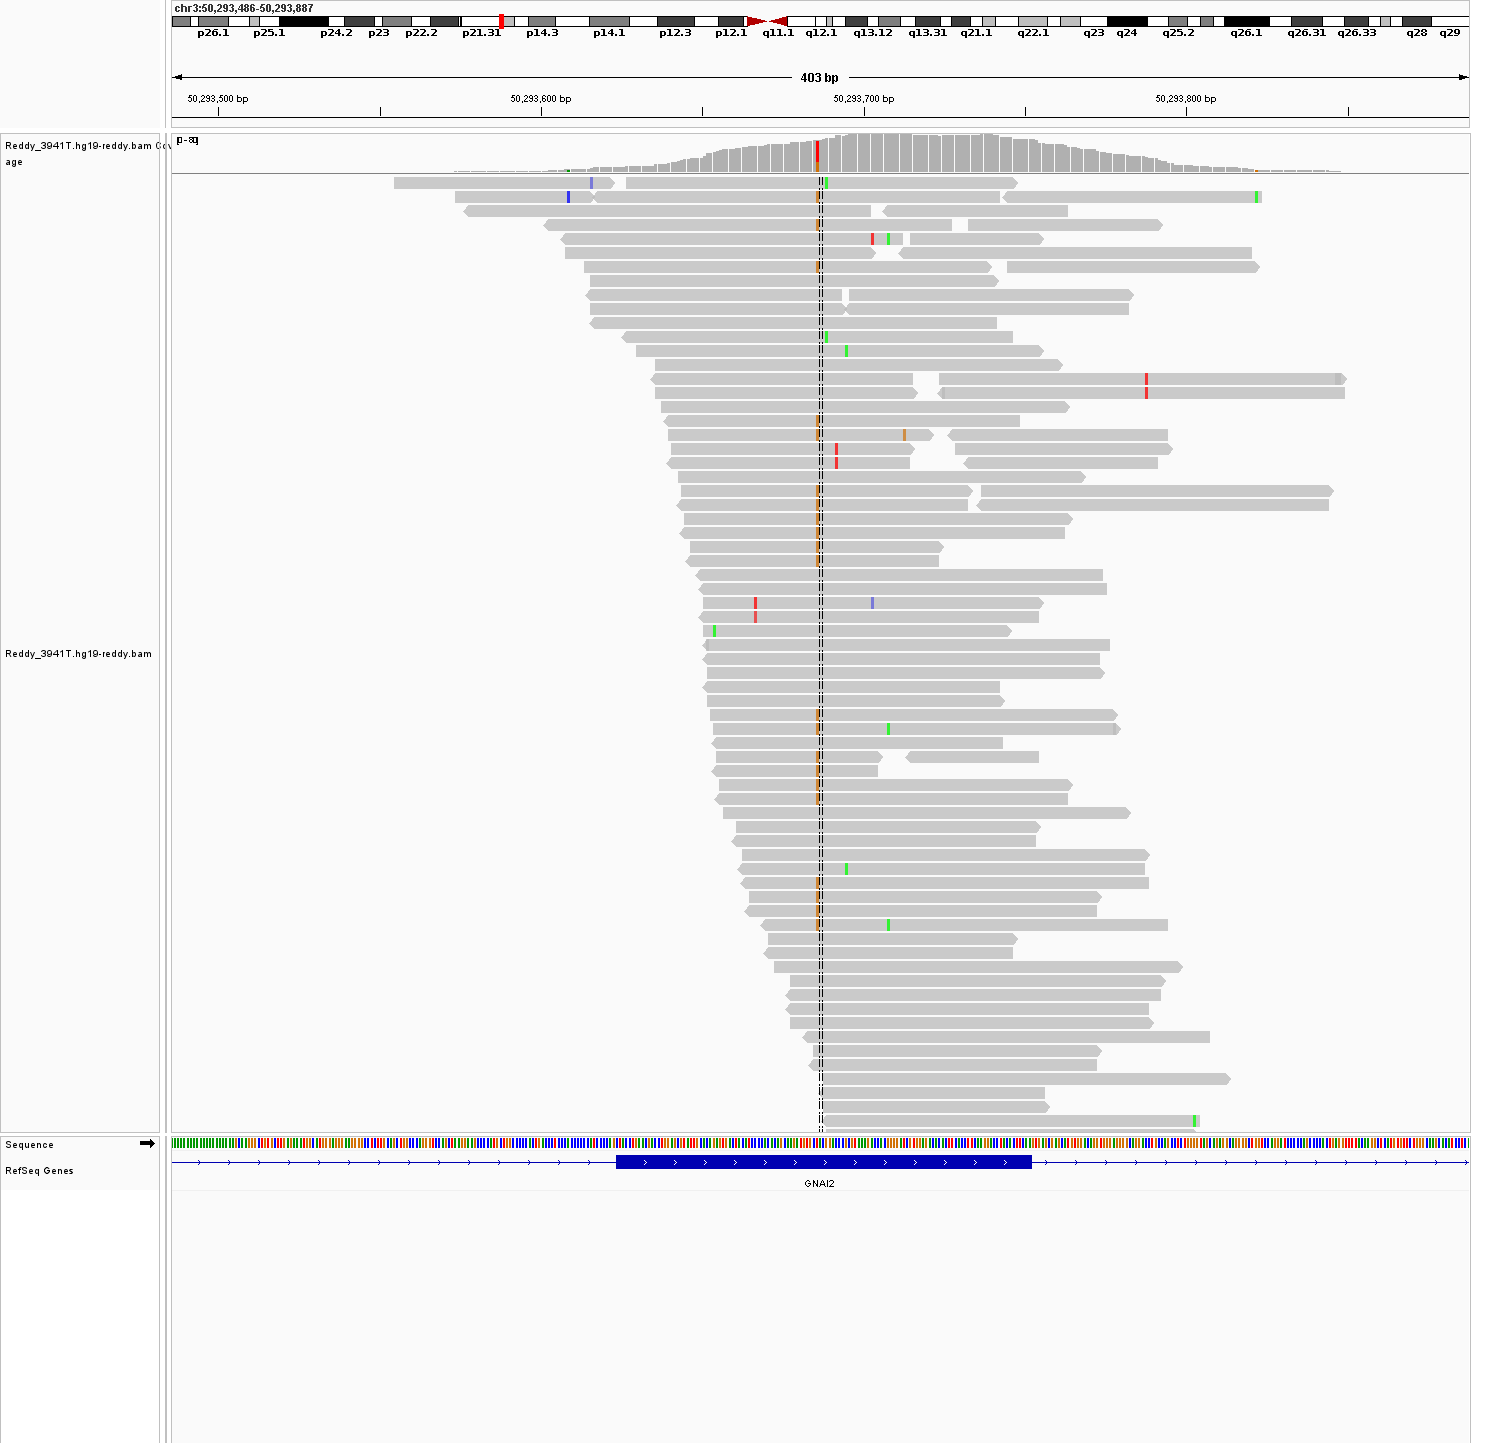 chr3:50,293,486-50,293,887
p26.1 p25.1 p24.2 p23 p22.2 p21.31 p14.3 p14.1 p12.3 p12.1 q11.1 q12.1 q13.12 q13.31 q21.1 q22.1 q23 q24 q25.2 q26.1 q26.31 q26.33 q28 q29
403 bp
50,293,500 bp 50,293,600 bp 50,293,700 bp 50,293,800 bp
Reddy_3941T.hg19-reddy.bam Cov
age
Reddy_3941T.hg19-reddy.bam
Sequence
RefSeq Genes
GNAI2